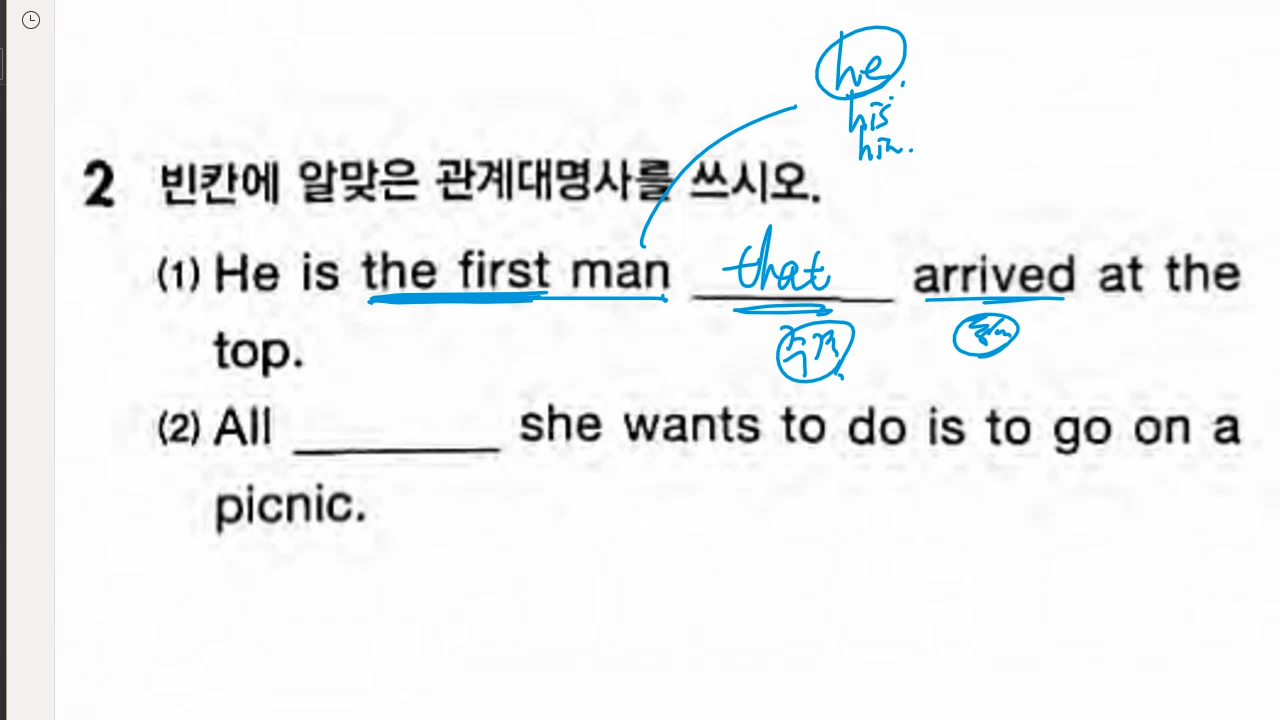 he
his
him.
2 빈칸에 알맞은 관계대명사를 쓰시오.
(1) He is the first man that arrived at the
주격
top.
(2) All ________ she wants to do is to go on a
picnic.